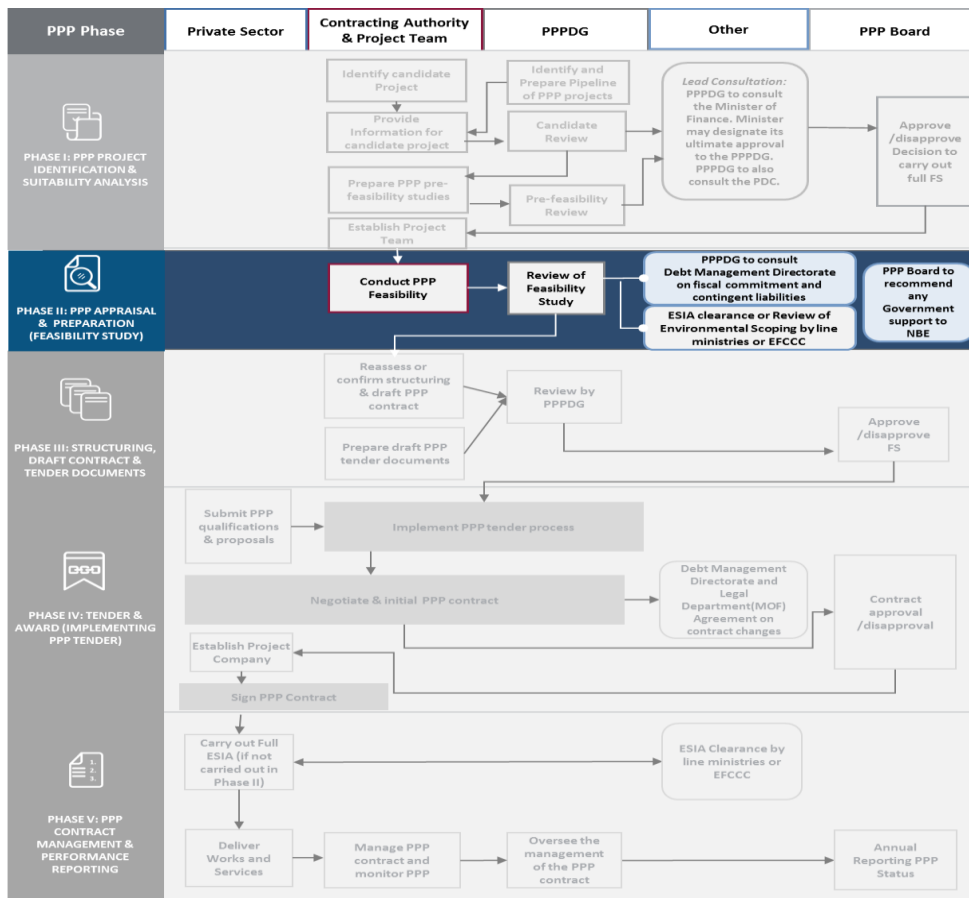 PPP Phase
Private Sector
Contracting Authority
& Project Team
PPPDG
Other
PPP Board
PHASE I: PPP PROJECT
IDENTIFICATION &
SUITABILITY ANALYSIS
Identify candidate
Project
Identify and
Prepare Pipeline
of PPP projects
Provide
Information for
candidate project
Candidate
Review
Lead Consultation:
PPPDG to consult
the Minister of
Finance. Minister
may designate its
ultimate approval
to the PPPDG.
PPPDG to also
consult the PDC.
Approve
/disapprove
Decision to
carry out
full FS
Prepare PPP pre-
feasibility studies
Pre-feasibility
Review
Establish Project
Team
PHASE II: PPP APPRAISAL
& PREPARATION
(FEASIBILITY STUDY)
Conduct PPP
Feasibility
Review of
Feasibility
Study
PPPDG to consult
Debt Management Directorate
on fiscal commitment and
contingent liabilities
ESIA clearance or Review of
Environmental Scoping by line
ministries or EFCCC
PPP Board to
recommend
any
Government
support to
NBE
PHASE III: STRUCTURING,
DRAFT CONTRACT &
TENDER DOCUMENTS
Reassess or
confirm structuring
& draft PPP
contract
Review by
PPPDG
Prepare draft PPP
tender documents
Approve
/disapprove
FS
PHASE IV: TENDER &
AWARD (IMPLEMENTING
PPP TENDER)
Submit PPP
qualifications
& proposals
Implement PPP tender process
Negotiate & initial PPP contract
Debt Management
Directorate and
Legal
Department(MOF)
Agreement on
contract changes
Contract
approval
/disapproval
Establish Project
Company
Sign PPP Contract
1.
2.
3.
PHASE V: PPP
CONTRACT
MANAGEMENT &
PERFORMANCE
REPORTING
Carry out Full
ESIA (if not
carried out in
Phase II)
ESIA Clearance by
line ministries or
EFCCC
Deliver
Works and
Services
Manage PPP
contract and
monitor PPP
Oversee the
management
of the PPP
contract
Annual
Reporting PPP
Status